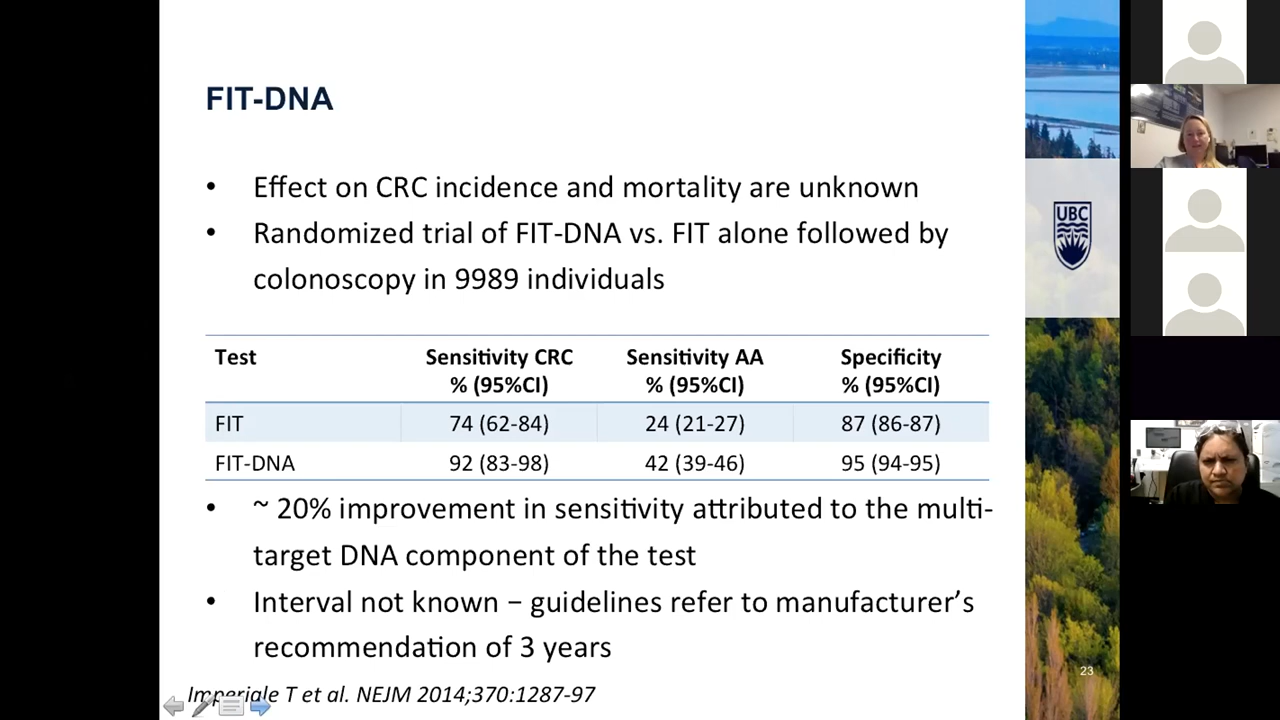 FIT-DNA
• Effect on CRC incidence and mortality are unknown
• Randomized trial of FIT-DNA vs. FIT alone followed by
colonoscopy in 9989 individuals
Test Sensitivity CRC Sensitivity AA Specificity
% (95%CI) % (95%CI) % (95%CI)
FIT 74 (62-84) 24 (21-27) 87 (86-87)
FIT-DNA 92 (83-98) 42 (39-46) 95 (94-95)
• ~ 20% improvement in sensitivity attributed to the multi-
target DNA component of the test
• Interval not known – guidelines refer to manufacturer’s
recommendation of 3 years
Imperiale T et al. NEJM 2014;370:1287-97
UBC
23